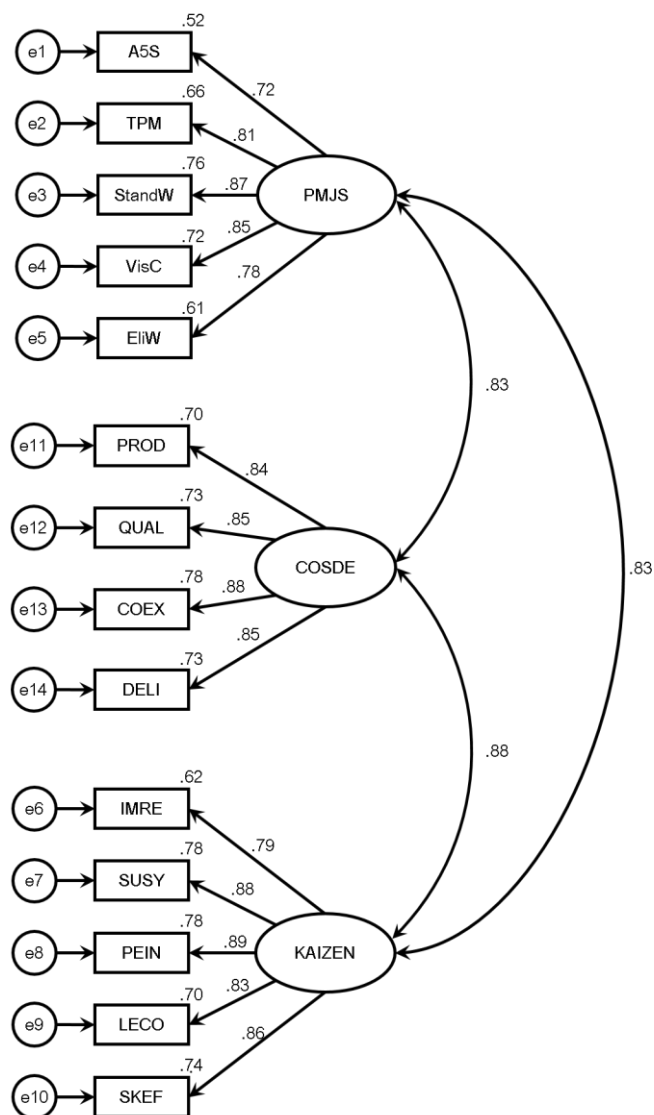 .52
e1 A5S
.72
.66
e2 TPM .81
.76
e3 StandW .87 PMJS
.72 .85
e4 VisC
.78
.61
e5 EliW
.83
.70
e11 PROD
.84
.73
e12 QUAL .85
.78 COSDE .83
e13 COEX .88
.73 .85
e14 DELI
.88
.62
e6 IMRE
.79
.78
e7 SUSY .88
.78
e8 PEIN .89 KAIZEN
.70 .83
e9 LECO
.86
.74
e10 SKEF